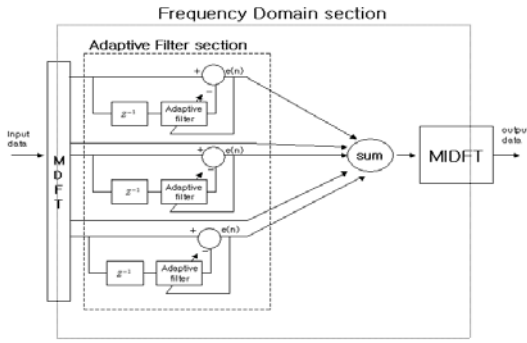 Frequency Domain section
Adaptive Filter section
+
e(n)
−
z⁻¹
Adaptive filter
Input data
MDFT
+
e(n)
−
z⁻¹
Adaptive filter
sum
MIDFT
output data
+
e(n)
−
z⁻¹
Adaptive filter